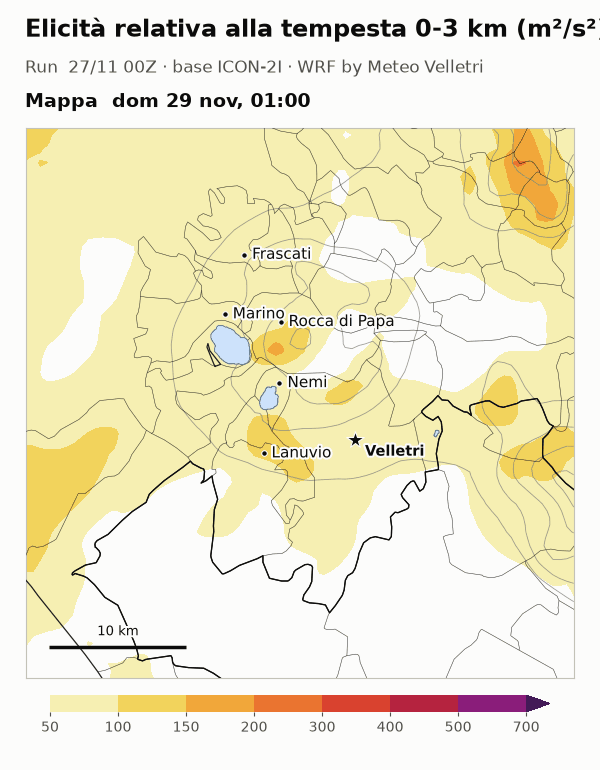 Elicità relativa alla tempesta 0-3 km (m²/s²)
Run  27/11 00Z · base ICON-2I · WRF by Meteo Velletri
Mappa  dom 29 nov, 01:00
Frascati
Marino
Rocca di Papa
Nemi
Velletri
Lanuvio
10 km
50 100 150 200 300 400 500 700